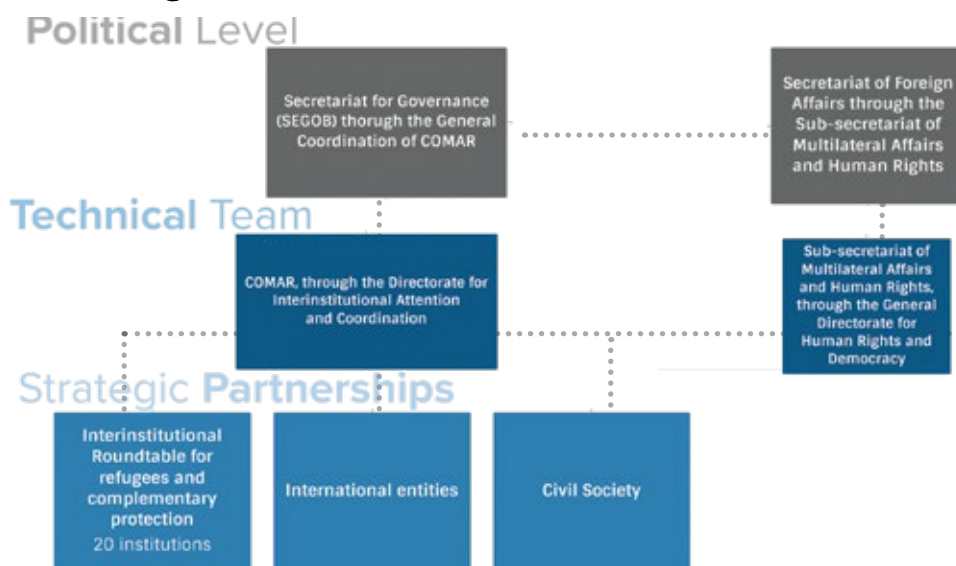 Political Level
Secretariat for Governance
(SEGOB) thorugh the General
Coordination of COMAR
Secretariat of Foreign
Affairs through the
Sub-secretariat of
Multilateral Affairs
and Human Rights
Technical Team
COMAR, through the Directorate for
Interinstitutional Attention
and Coordination
Sub-secretariat of
Multilateral Affairs
and Human Rights,
through the General
Directorate for
Human Rights and
Democracy
Strategic Partnerships
Interinstitutional
Roundtable for
refugees and
complementary
protection
20 institutions
International entities
Civil Society